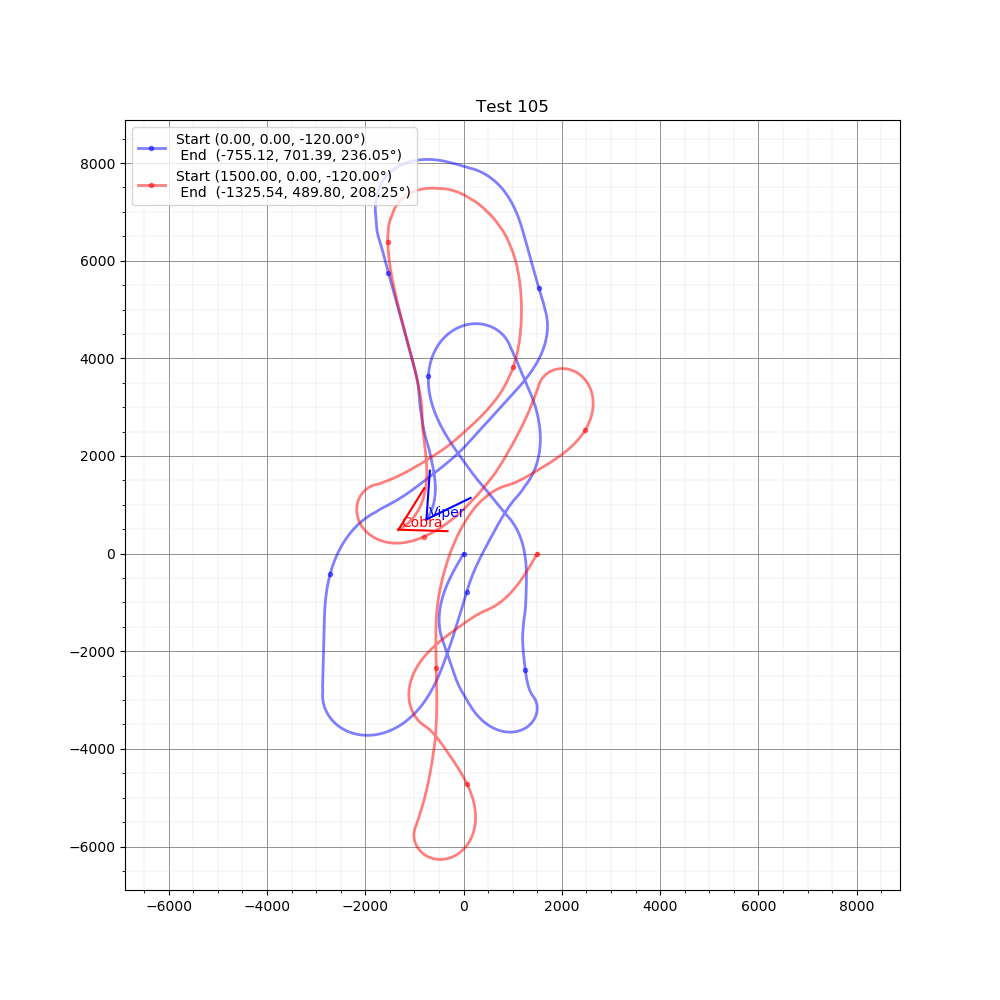 Test 105
Start (0.00, 0.00, -120.00°)
End (-755.12, 701.39, 236.05°)
Start (1500.00, 0.00, -120.00°)
End (-1325.54, 489.80, 208.25°)
8000
6000
4000
2000
0
−2000
−4000
−6000
Viper
Cobra
−6000 −4000 −2000 0 2000 4000 6000 8000